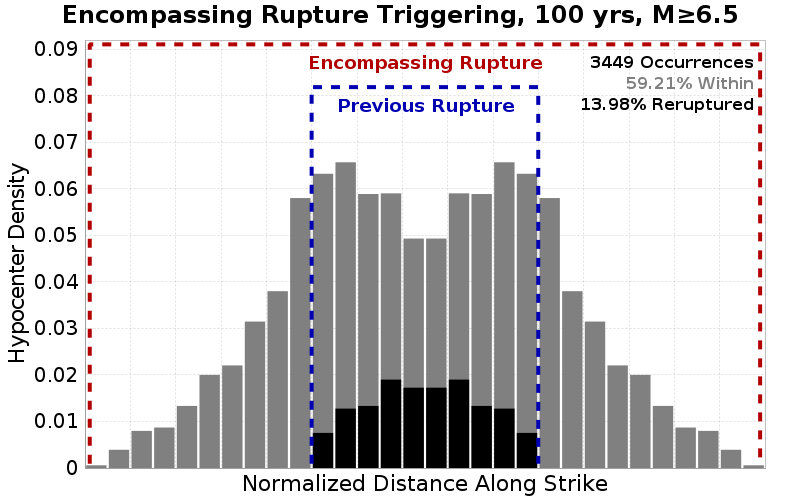 Encompassing Rupture Triggering, 100 yrs, M≥6.5
Encompassing Rupture
Previous Rupture
3449 Occurrences
59.21% Within
13.98% Reruptured
Hypocenter Density
0.09
0.08
0.07
0.06
0.05
0.04
0.03
0.02
0.01
0
Normalized Distance Along Strike